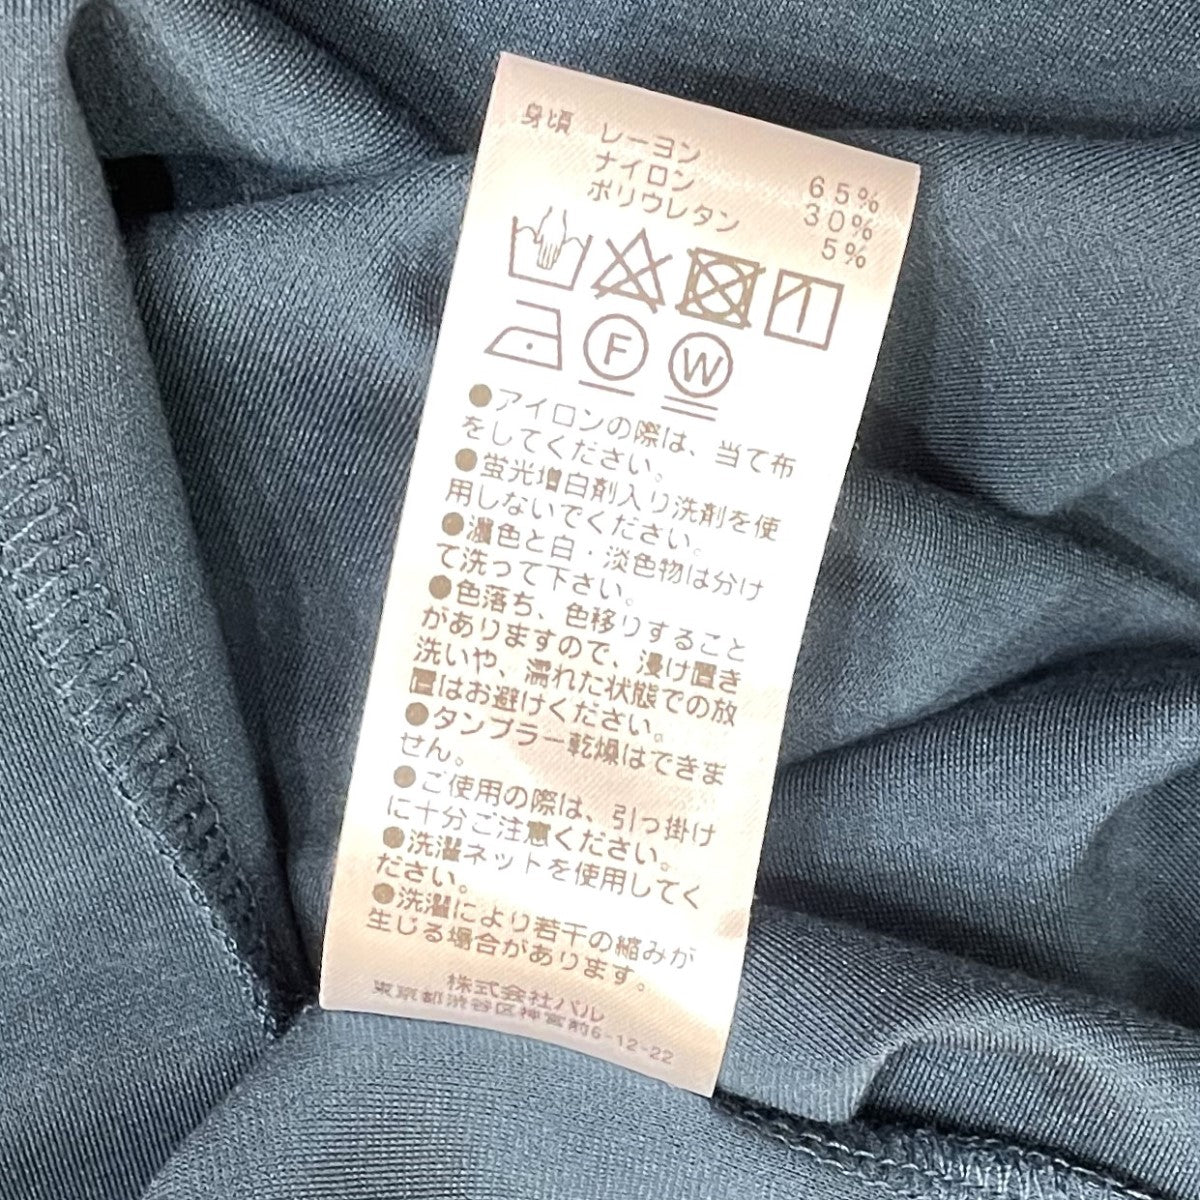 身頃 レーヨン 65%
ナイロン 30%
ポリウレタン 5%
F W
●アイロンの際は、当て布
をしてください。
●蛍光増白剤入り洗剤を使
用しないでください。
●濃色と白・淡色物は分け
て洗って下さい。
●色落ち、色移りすること
がありますので、浸け置き
洗いや、濡れた状態での放
置はお避けください。
●タンブラー乾燥はできま
せん。
●ご使用の際は、引っ掛け
に十分ご注意ください。
●洗濯ネットを使用してく
ださい。
●洗濯により若干の縮みが
生じる場合があります。
株式会社パル
東京都渋谷区神宮前6-12-22